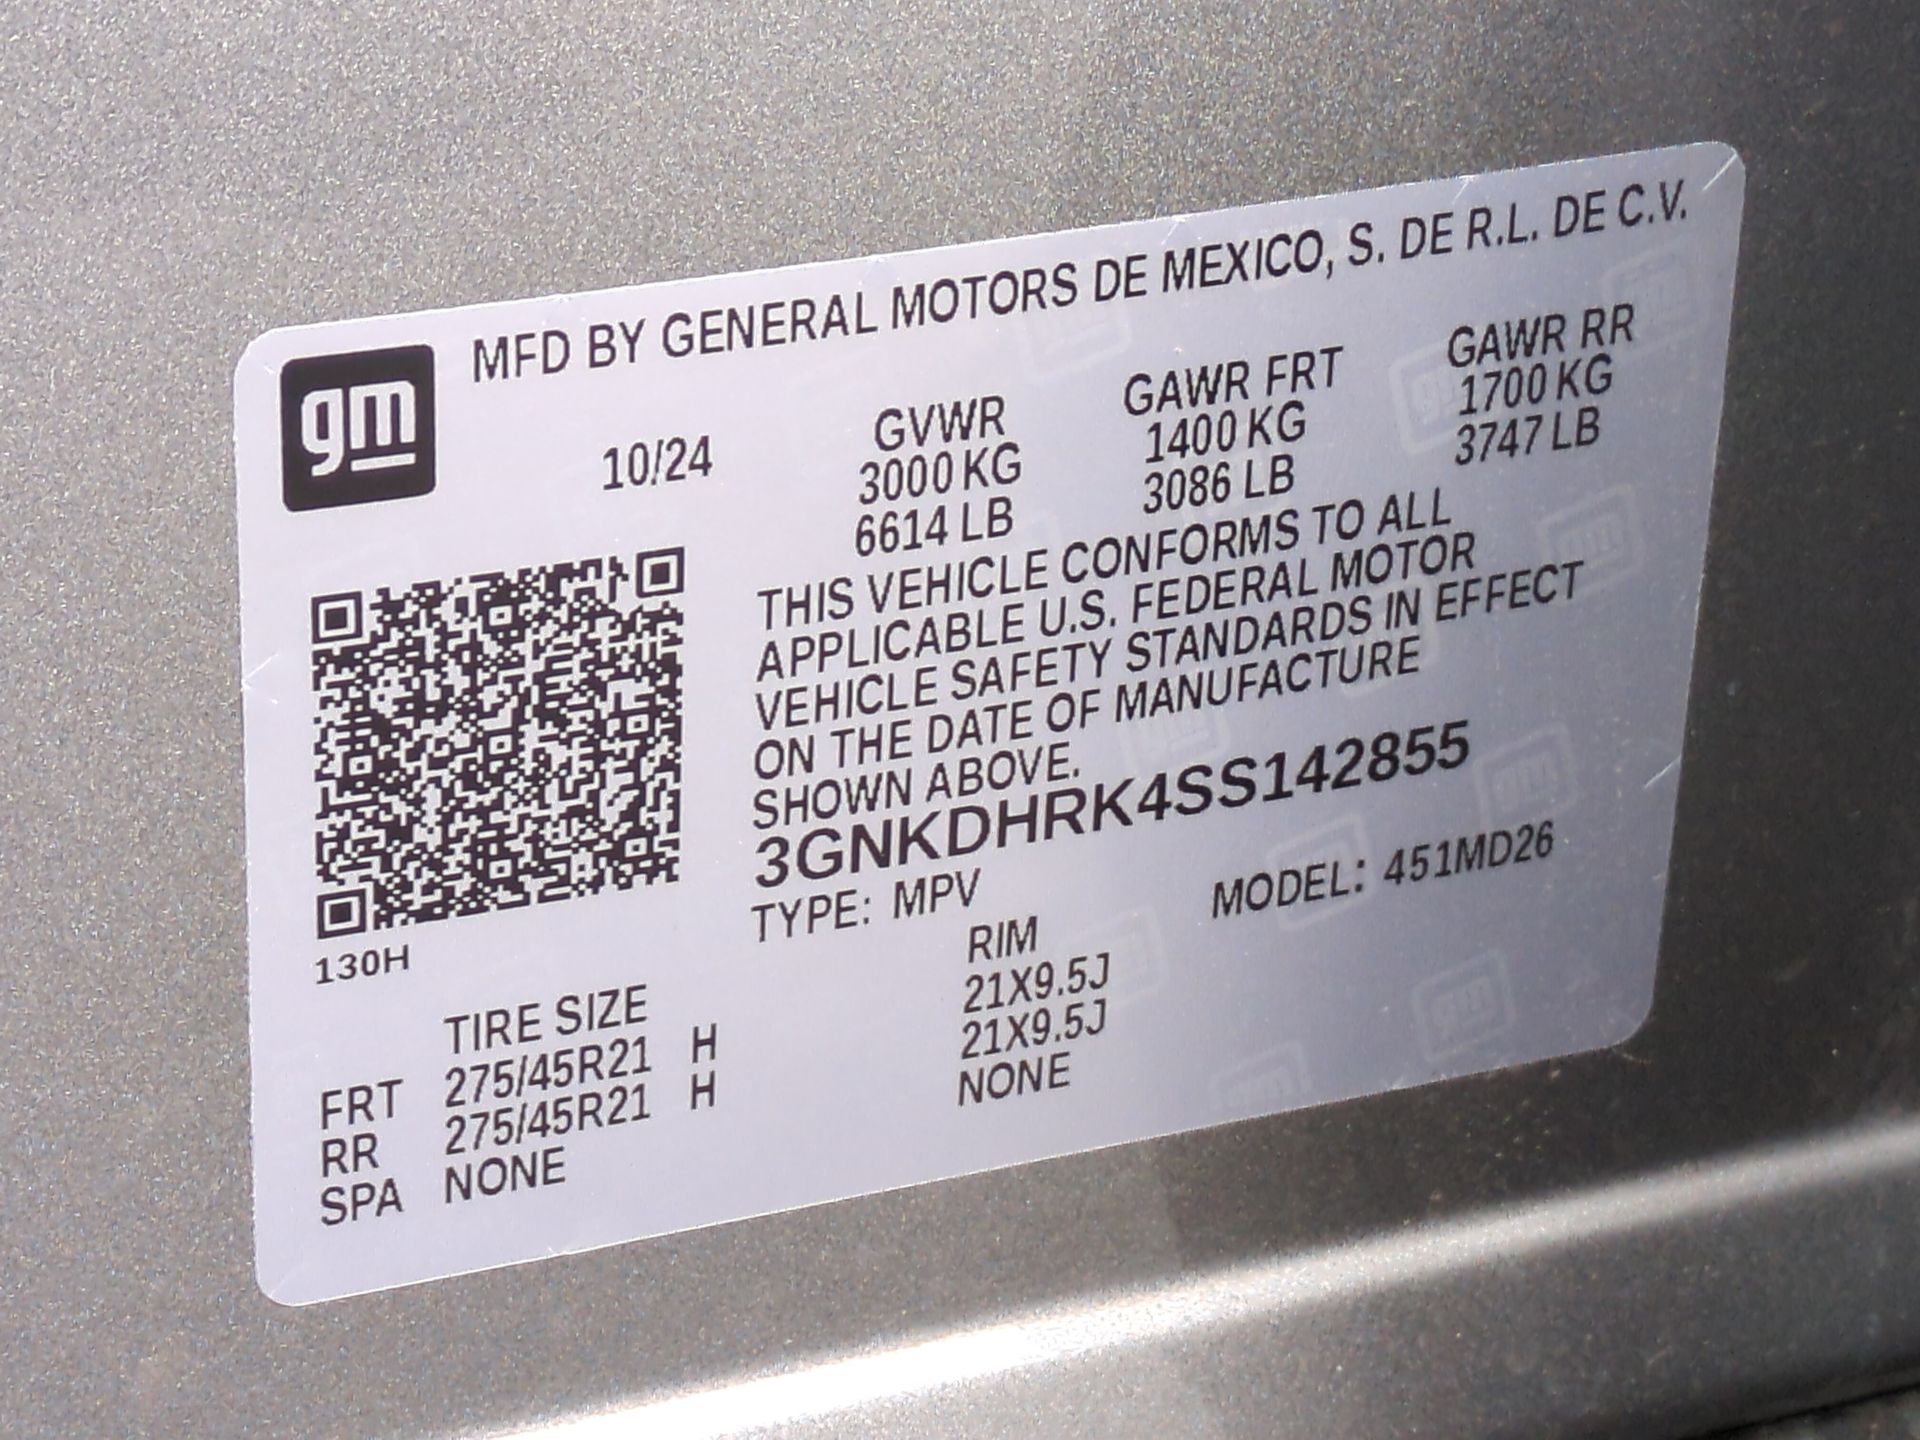 gm
MFD BY GENERAL MOTORS DE MEXICO, S. DE R.L. DE C.V.
10/24 GVWR GAWR FRT GAWR RR
3000 KG 1400 KG 1700 KG
6614 LB 3086 LB 3747 LB
THIS VEHICLE CONFORMS TO ALL
APPLICABLE U.S. FEDERAL MOTOR
VEHICLE SAFETY STANDARDS IN EFFECT
ON THE DATE OF MANUFACTURE
SHOWN ABOVE.
3GNKDHRK4SS142855
TYPE: MPV MODEL: 451MD26
130H
TIRE SIZE RIM
FRT 275/45R21 H 21X9.5J
RR 275/45R21 H 21X9.5J
SPA NONE NONE